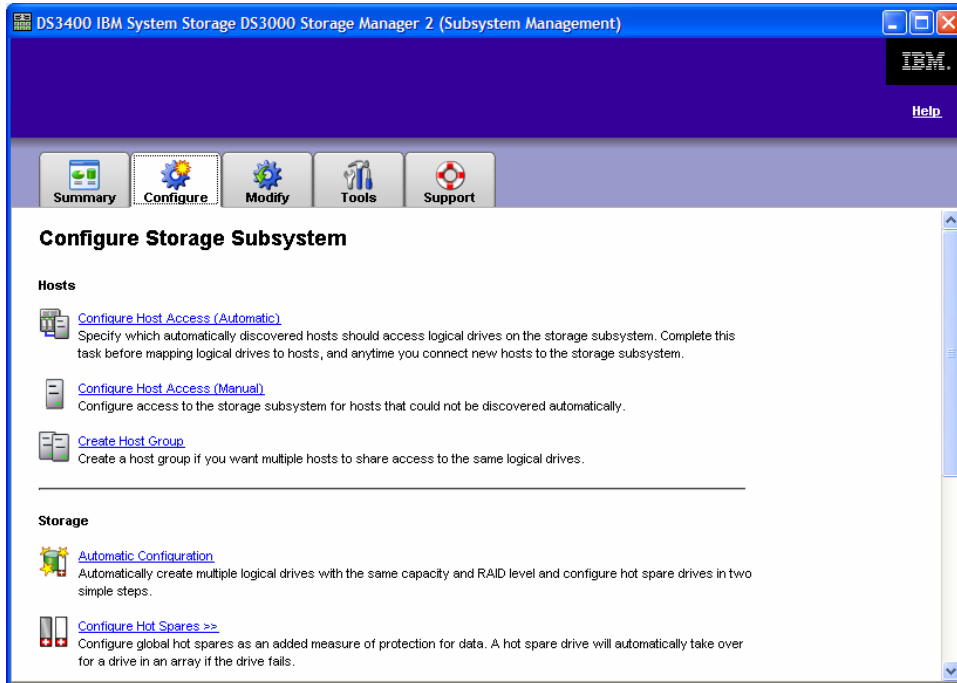 DS3400 IBM System Storage DS3000 Storage Manager 2 (Subsystem Management)
IBM.
Help
Summary
Configure
Modify
Tools
Support
Configure Storage Subsystem
Hosts
Configure Host Access (Automatic)
Specify which automatically discovered hosts should access logical drives on the storage subsystem. Complete this
task before mapping logical drives to hosts, and anytime you connect new hosts to the storage subsystem.
Configure Host Access (Manual)
Configure access to the storage subsystem for hosts that could not be discovered automatically.
Create Host Group
Create a host group if you want multiple hosts to share access to the same logical drives.
Storage
Automatic Configuration
Automatically create multiple logical drives with the same capacity and RAID level and configure hot spare drives in two
simple steps.
Configure Hot Spares >>
Configure global hot spares as an added measure of protection for data. A hot spare drive will automatically take over
for a drive in an array if the drive fails.